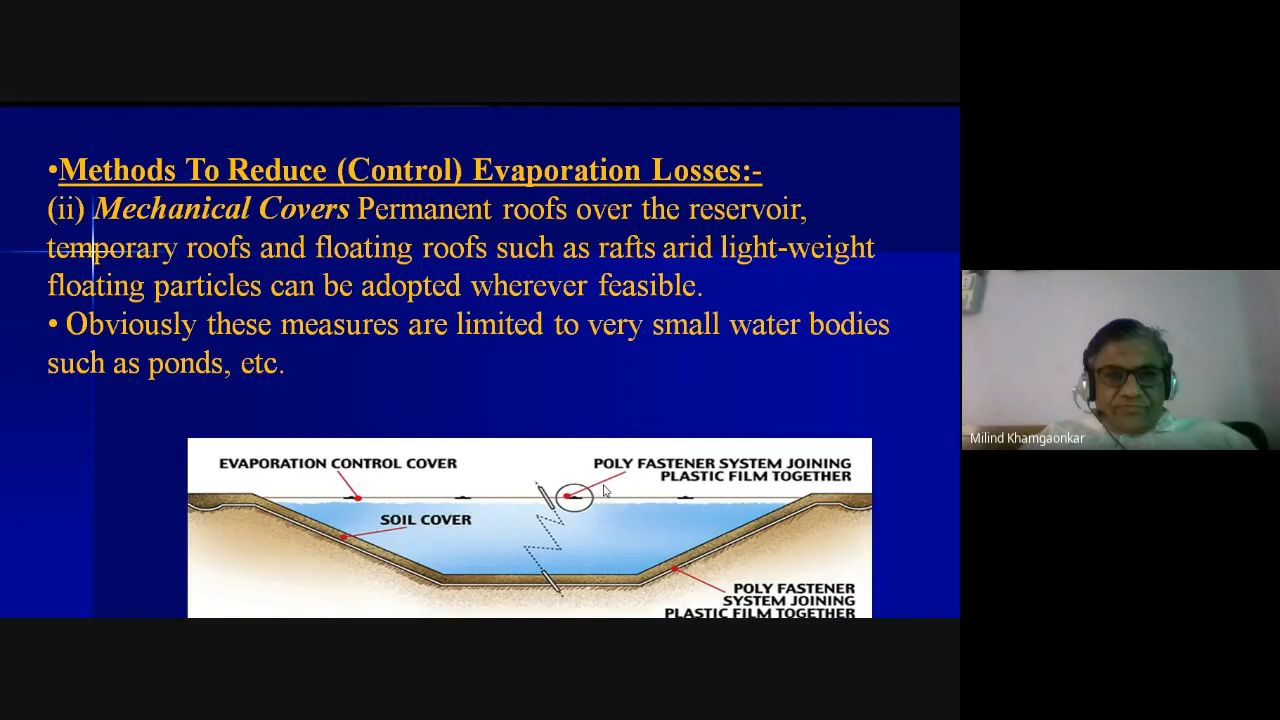 •Methods To Reduce (Control) Evaporation Losses:-
(ii) Mechanical Covers Permanent roofs over the reservoir,
temporary roofs and floating roofs such as rafts arid light-weight
floating particles can be adopted wherever feasible.
• Obviously these measures are limited to very small water bodies
such as ponds, etc.
EVAPORATION CONTROL COVER
POLY FASTENER SYSTEM JOINING
PLASTIC FILM TOGETHER
SOIL COVER
POLY FASTENER
SYSTEM JOINING
PLASTIC FILM TOGETHER
Milind Khamgaonkar